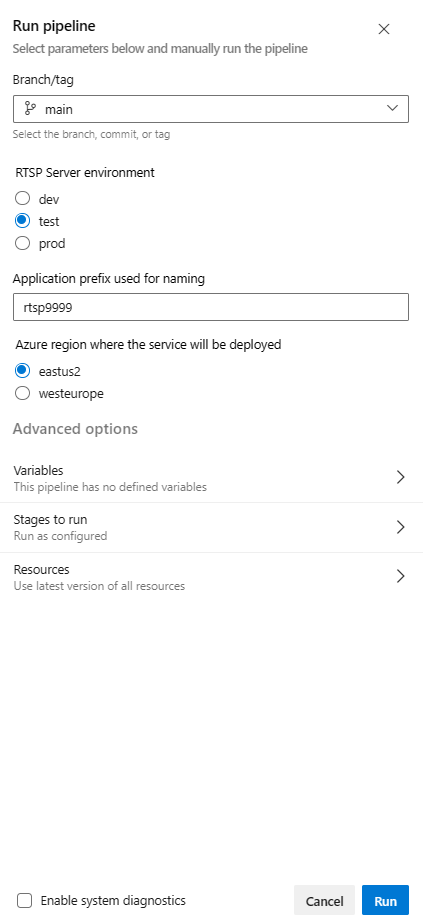 Run pipeline
Select parameters below and manually run the pipeline
Branch/tag
main
Select the branch, commit, or tag
RTSP Server environment
dev
test
prod
Application prefix used for naming
rtsp9999
Azure region where the service will be deployed
eastus2
westeurope
Advanced options
Variables
This pipeline has no defined variables
Stages to run
Run as configured
Resources
Use latest version of all resources
Enable system diagnostics
Cancel
Run